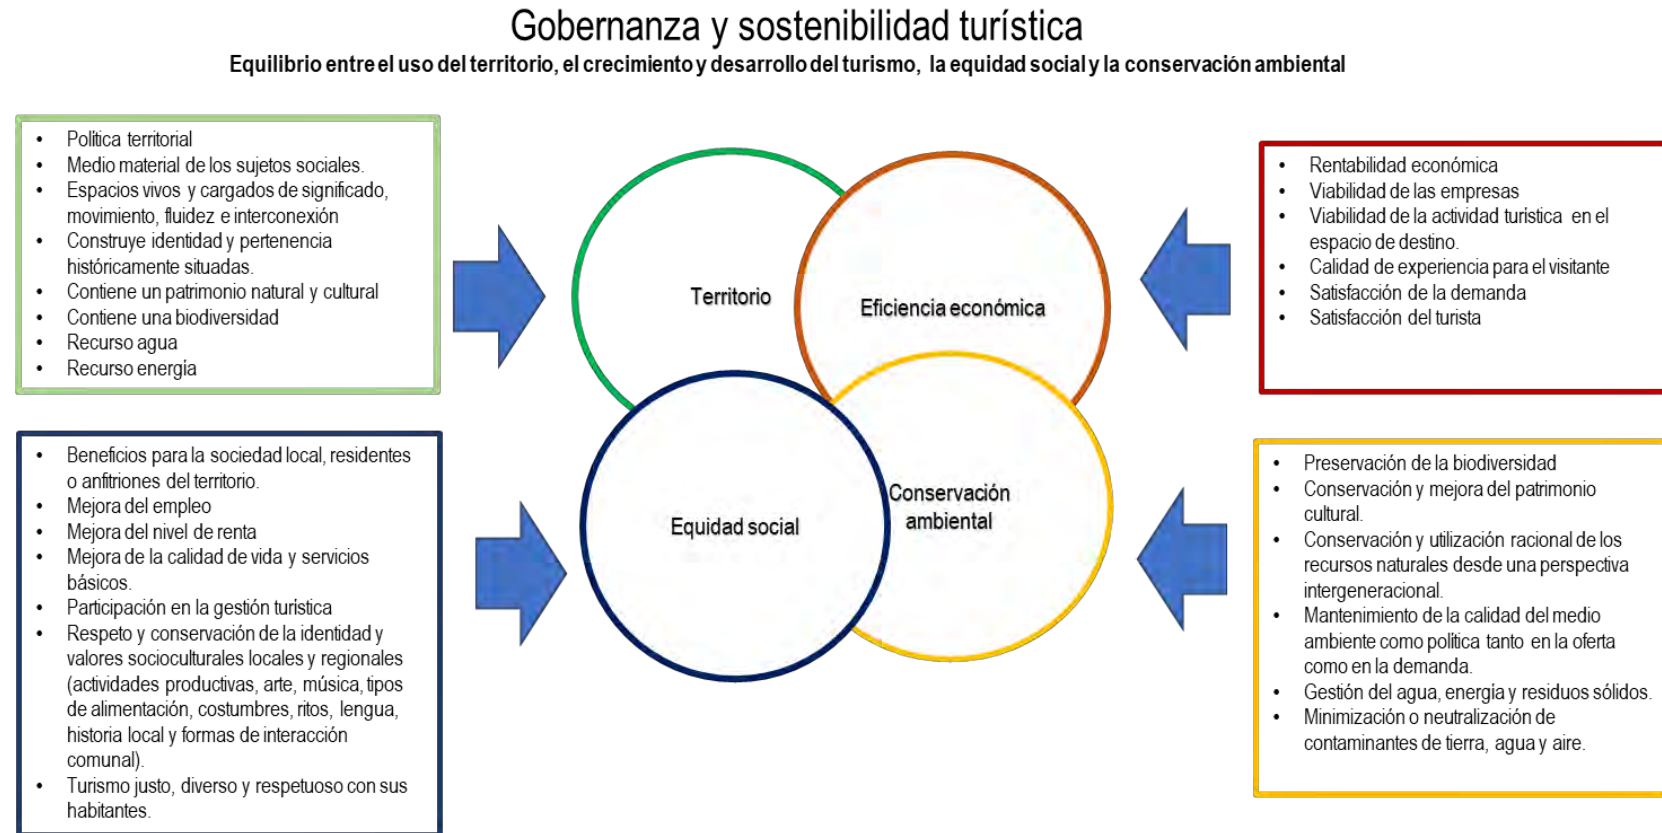 Gobernanza y sostenibilidad turística
Equilibrio entre el uso del territorio, el crecimiento y desarrollo del turismo, la equidad social y la conservación ambiental
• Política territorial
• Medio material de los sujetos sociales.
• Espacios vivos y cargados de significado,
movimiento, fluidez e interconexión
• Construye identidad y pertenencia
históricamente situadas.
• Contiene un patrimonio natural y cultural
• Contiene una biodiversidad
• Recurso agua
• Recurso energía
Territorio
Eficiencia económica
• Rentabilidad económica
• Viabilidad de las empresas
• Viabilidad de la actividad turística en el
espacio de destino.
• Calidad de experiencia para el visitante
• Satisfacción de la demanda
• Satisfacción del turista
• Beneficios para la sociedad local, residentes
o anfitriones del territorio.
• Mejora del empleo
• Mejora del nivel de renta
• Mejora de la calidad de vida y servicios
básicos.
• Participación en la gestión turística
• Respeto y conservación de la identidad y
valores socioculturales locales y regionales
(actividades productivas, arte, música, tipos
de alimentación, costumbres, ritos, lengua,
historia local y formas de interacción
comunal).
• Turismo justo, diverso y respetuoso con sus
habitantes.
Equidad social
Conservación
ambiental
• Preservación de la biodiversidad
• Conservación y mejora del patrimonio
cultural.
• Conservación y utilización racional de los
recursos naturales desde una perspectiva
intergeneracional.
• Mantenimiento de la calidad del medio
ambiente como política tanto en la oferta
como en la demanda.
• Gestión del agua, energía y residuos sólidos.
• Minimización o neutralización de
contaminantes de tierra, agua y aire.